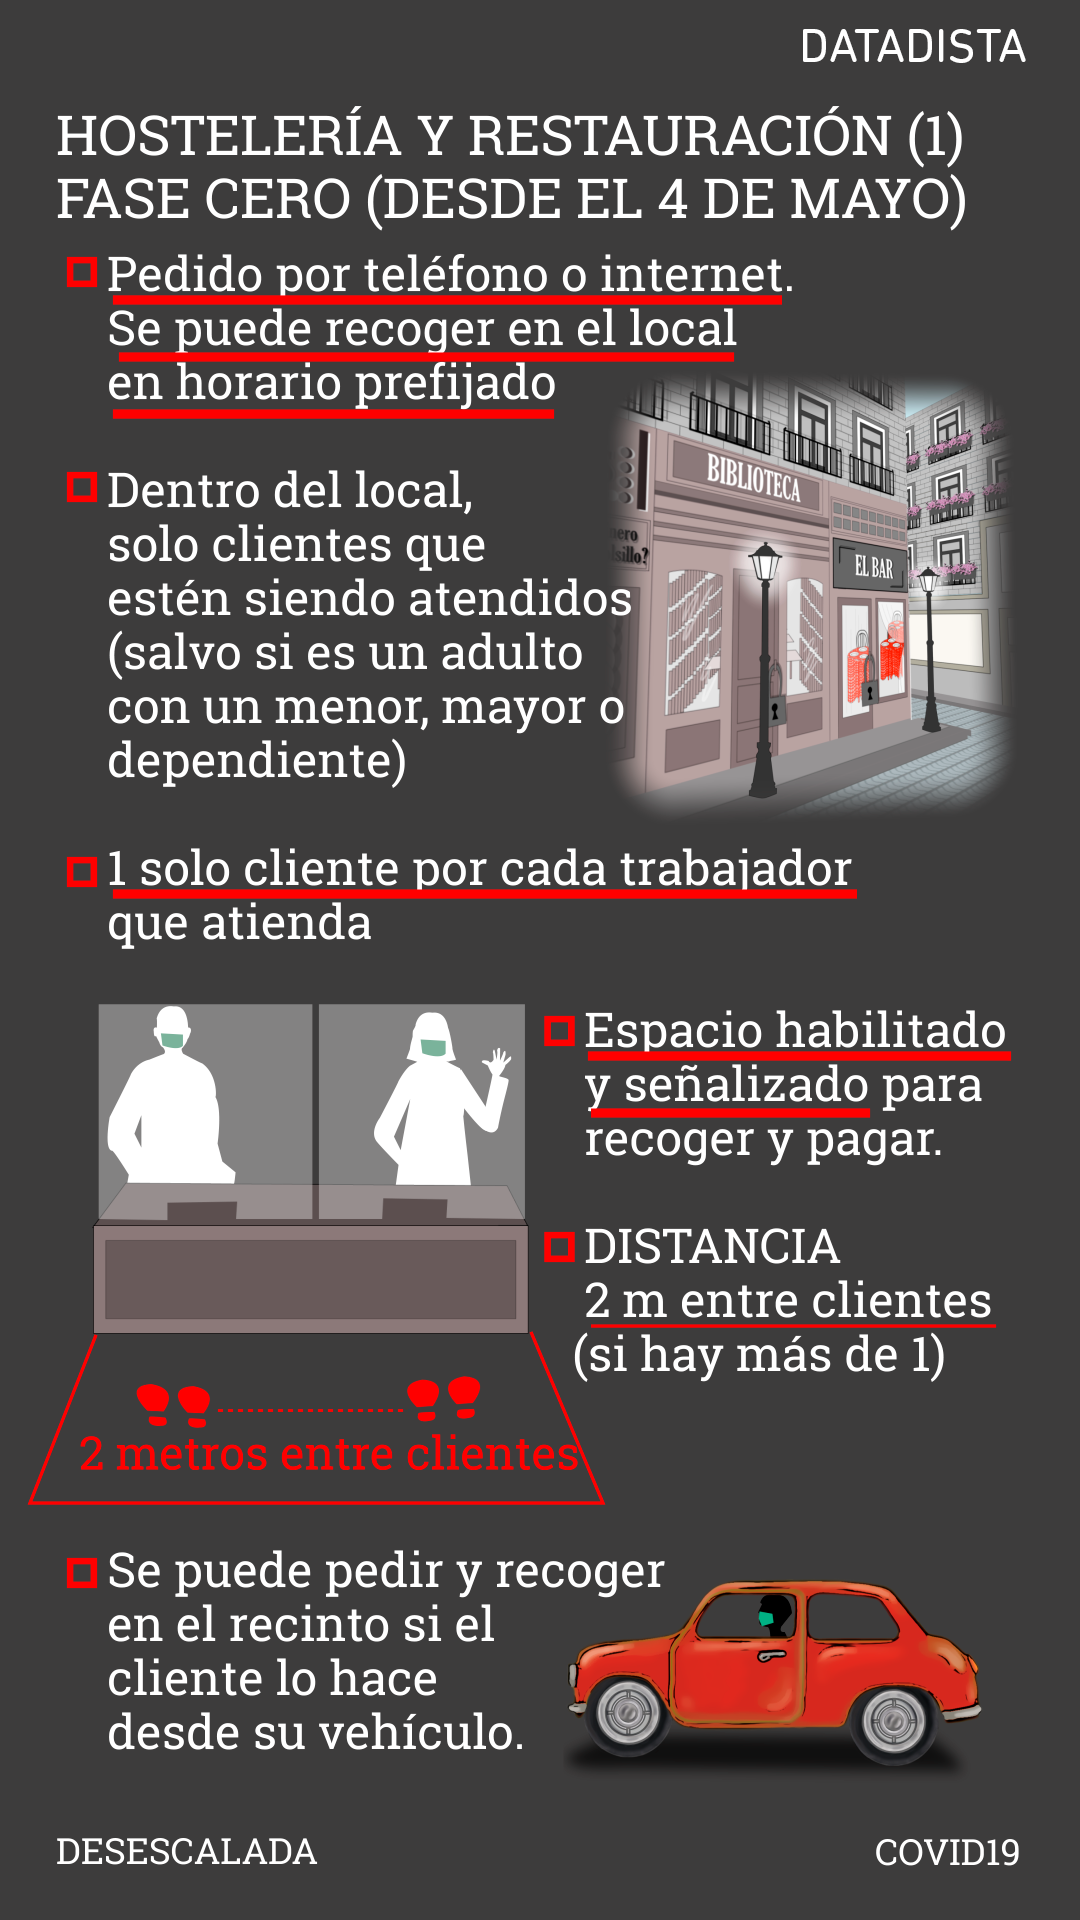 DATADISTA
HOSTELERÍA Y RESTAURACIÓN (1)
FASE CERO (DESDE EL 4 DE MAYO)
Pedido por teléfono o internet.
Se puede recoger en el local
en horario prefijado
Dentro del local,
solo clientes que
estén siendo atendidos
(salvo si es un adulto
con un menor, mayor o
dependiente)
BIBLIOTECA
EL BAR
1 solo cliente por cada trabajador
que atienda
Espacio habilitado
y señalizado para
recoger y pagar.
DISTANCIA
2 m entre clientes
(si hay más de 1)
2 metros entre clientes
Se puede pedir y recoger
en el recinto si el
cliente lo hace
desde su vehículo.
DESESCALADA
COVID19